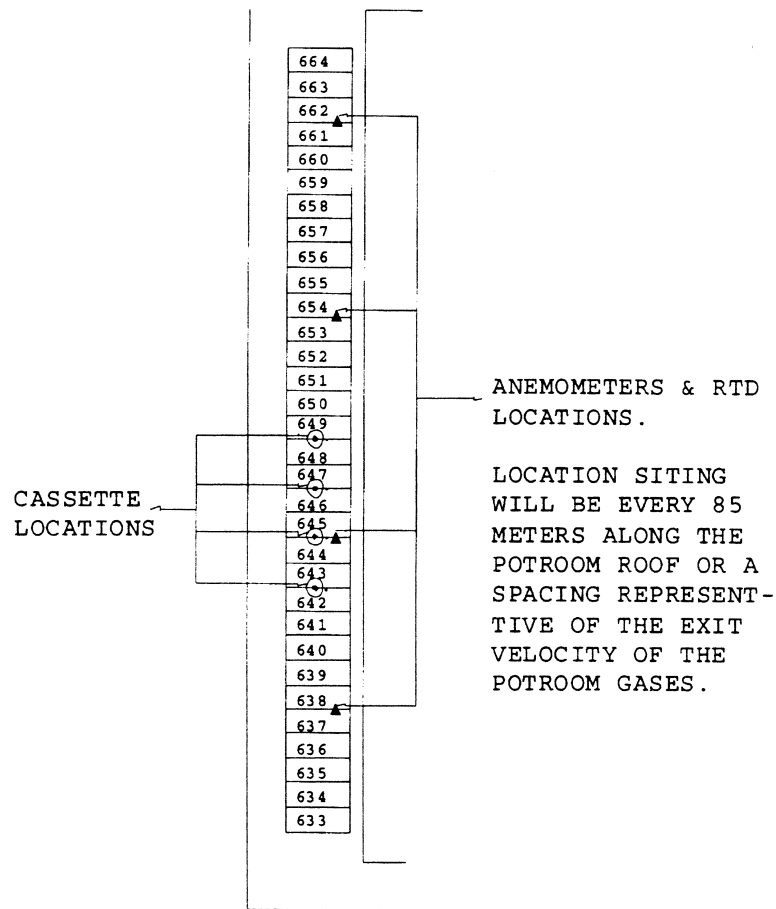 664
663
662
661
660
659
658
657
656
655
654
653
652
651
650
649
648
647
646
645
644
643
642
641
640
639
638
637
636
635
634
633
CASSETTE
LOCATIONS
ANEMOMETERS & RTD
LOCATIONS.
LOCATION SITING
WILL BE EVERY 85
METERS ALONG THE
POTROOM ROOF OR A
SPACING REPRESENT-
TIVE OF THE EXIT
VELOCITY OF THE
POTROOM GASES.